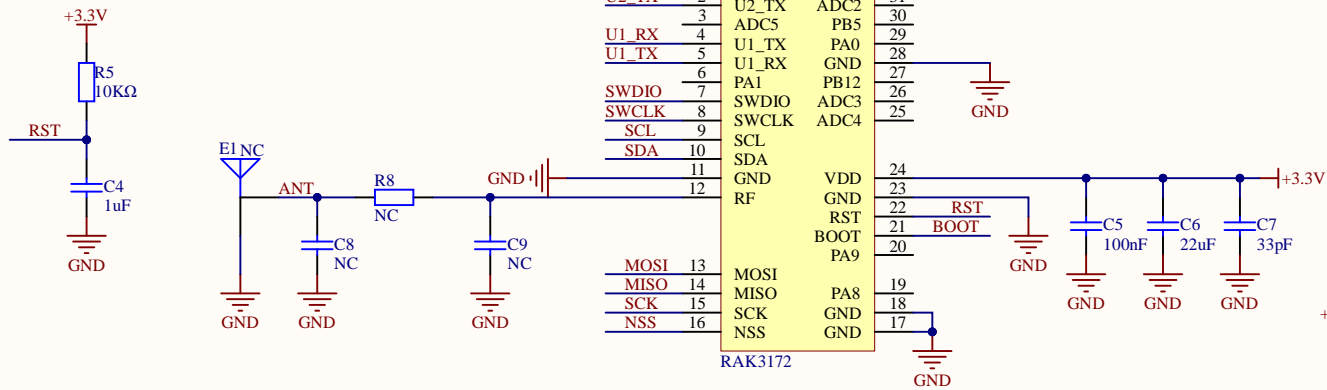 +3.3V
R5
10KΩ
RST
C4
1uF
GND
E1 NC
ANT
R8
NC
C8
NC
C9
NC
GND
GND
GND
GND
U2_TX 2 U2_TX ADC2 31
3 ADC5 PB5 30
U1_RX 4 U1_TX PA0 29
U1_TX 5 U1_RX GND 28
6 PA1 PB12 27
SWDIO 7 SWDIO ADC3 26
SWCLK 8 SWCLK ADC4 25
SCL 9 SCL
SDA 10 SDA
11 GND VDD 24
12 RF GND 23
RST 22 RST
BOOT 21 BOOT
PA9 20
MOSI 13 MOSI
MISO 14 MISO PA8 19
SCK 15 SCK GND 18
NSS 16 NSS GND 17
RAK3172
GND
GND
GND
+3.3V
C5
100nF
C6
22uF
C7
33pF
GND
GND
GND